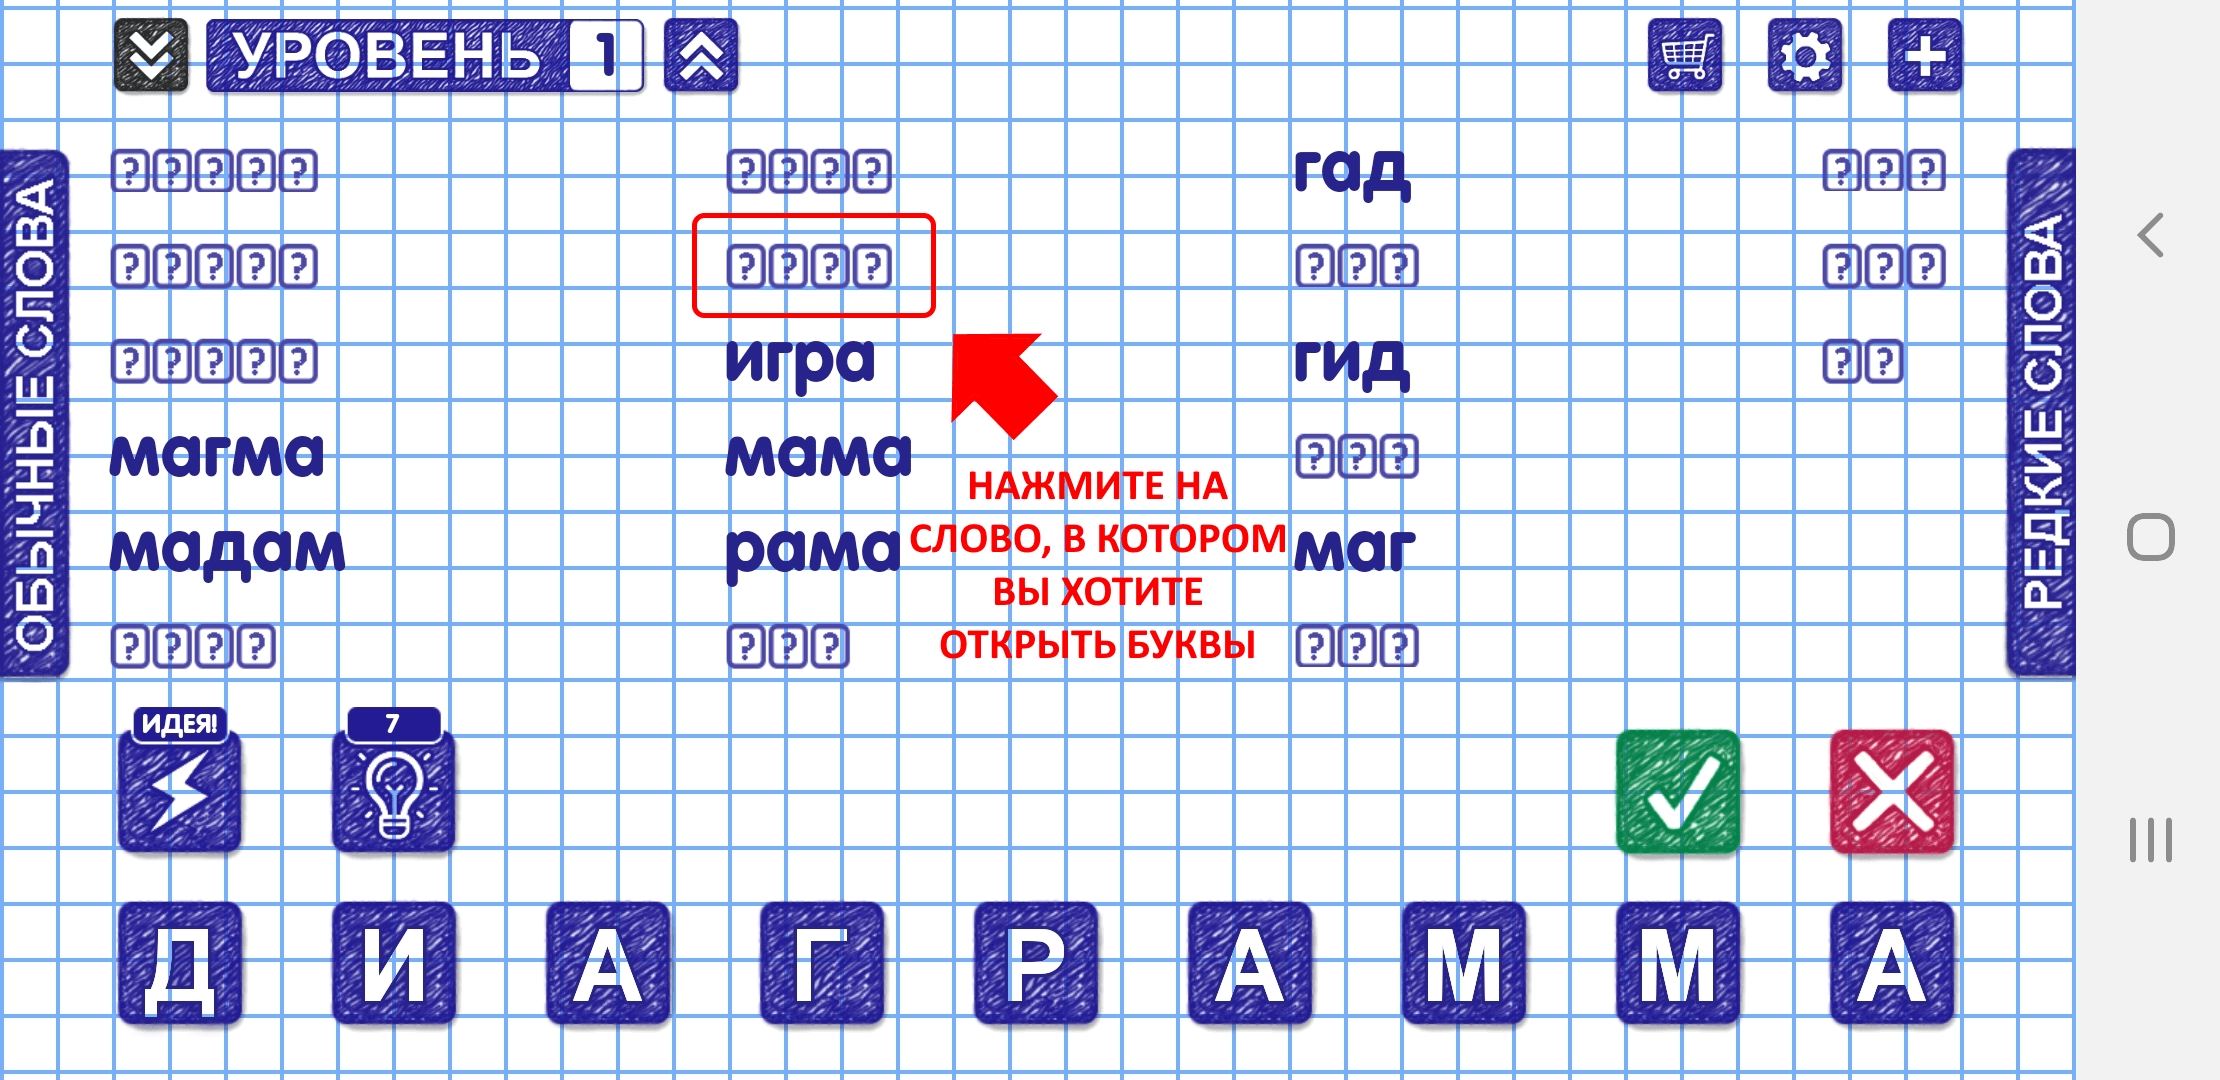 УРОВЕНЬ 1
ОБЫЧНЫЕ СЛОВА
РЕДКИЕ СЛОВА
????? ???? гад ???
????? ???? ??? ???
????? игра гид ??
магма мама ???
мадам рама маг
???? ??? ???
НАЖМИТЕ НА
СЛОВО, В КОТОРОМ
ВЫ ХОТИТЕ
ОТКРЫТЬ БУКВЫ
ИДЕЯ! 7
Д И А Г Р А М М А